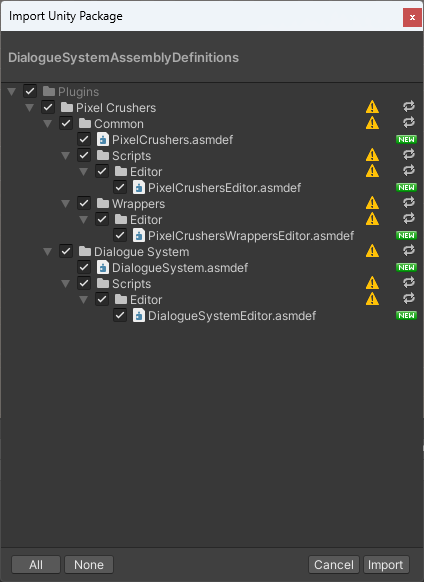 Import Unity Package
x
DialogueSystemAssemblyDefinitions
Plugins
Pixel Crushers
Common
PixelCrushers.asmdef NEW
Scripts
Editor
PixelCrushersEditor.asmdef NEW
Wrappers
Editor
PixelCrushersWrappersEditor.asmdef NEW
Dialogue System
DialogueSystem.asmdef NEW
Scripts
Editor
DialogueSystemEditor.asmdef NEW
All None Cancel Import